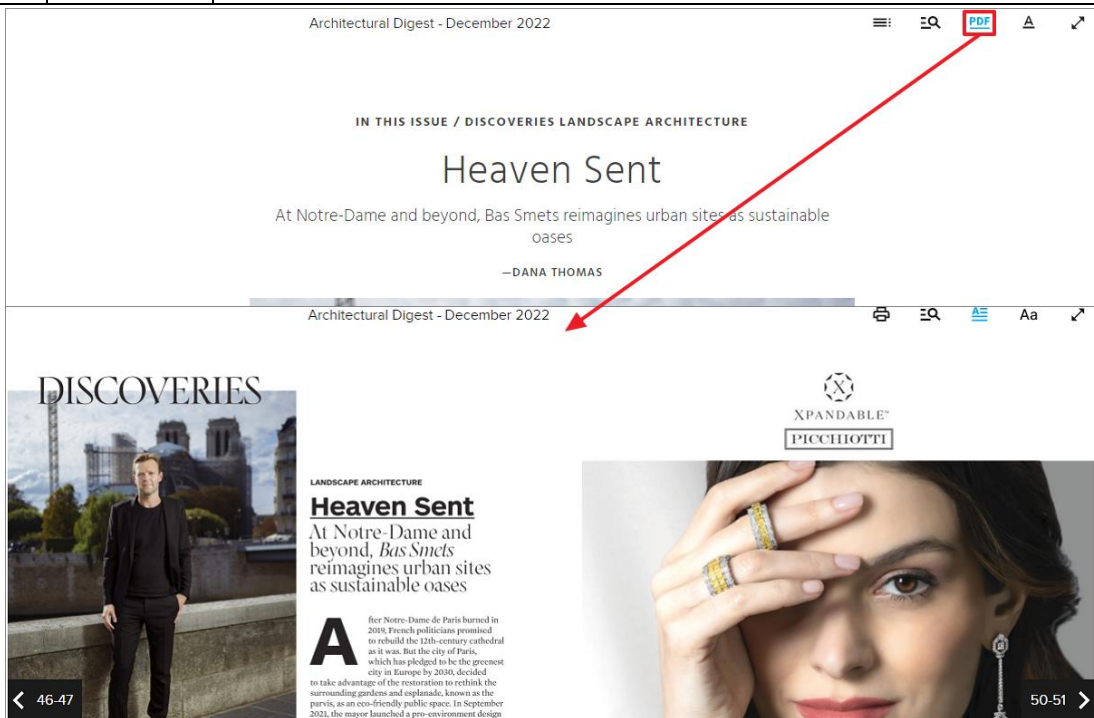 Architectural Digest - December 2022
PDF
A
IN THIS ISSUE / DISCOVERIES LANDSCAPE ARCHITECTURE
Heaven Sent
At Notre-Dame and beyond, Bas Smets reimagines urban sites as sustainable
oases
—DANA THOMAS
Architectural Digest - December 2022
A
Aa
DISCOVERIES
LANDSCAPE ARCHITECTURE
Heaven Sent
At Notre-Dame and
beyond, Bas Smets
reimagines urban sites
as sustainable oases
After Notre-Dame de Paris burned in
2019, French politicians promised
to rebuild the 12th-century cathedral
as it was. But the city of Paris,
which has pledged to be the greenest
city in Europe by 2030, decided
to take advantage of the restoration to rethink the
surrounding gardens and esplanade, known as the
parvis, as an eco-friendly public space. In September
2021, the mayor launched a pro-environment design
X
XPANDABLE™
PICCHIOTTI
46-47
50-51